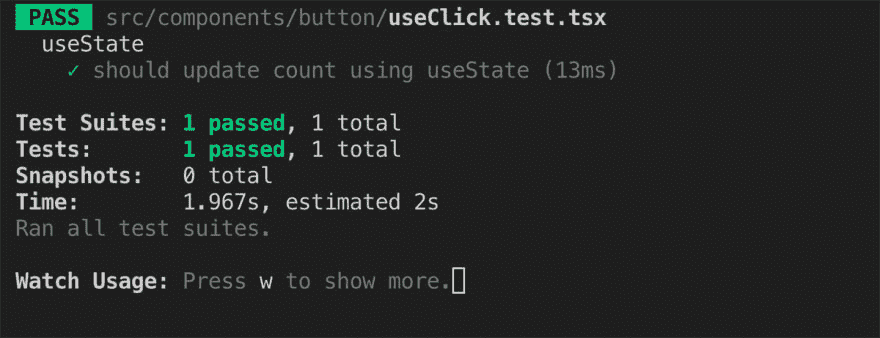 PASS src/components/button/useClick.test.tsx
useState
✓ should update count using useState (13ms)
Test Suites: 1 passed, 1 total
Tests: 1 passed, 1 total
Snapshots: 0 total
Time: 1.967s, estimated 2s
Ran all test suites.
Watch Usage: Press w to show more.